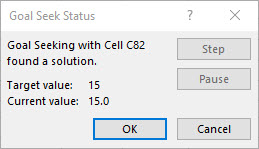 Goal Seek Status ? ×
Goal Seeking with Cell C82 Step
found a solution.
Pause
Target value: 15
Current value: 15.0
OK Cancel